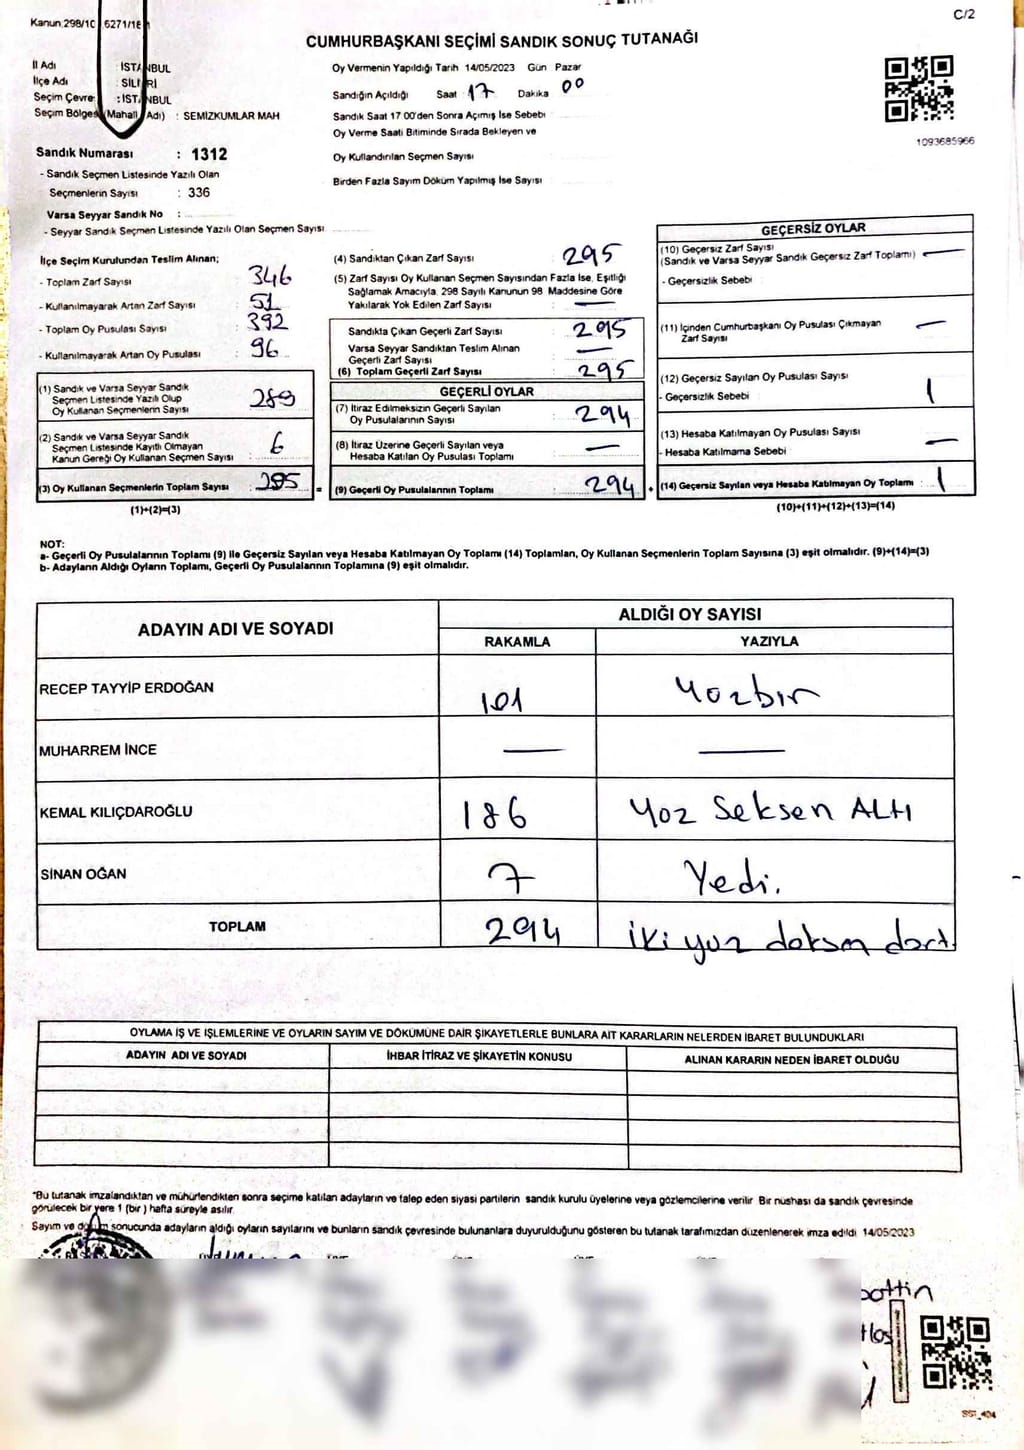 C/2
Kanun.298/10 6271/16
CUMHURBAŞKANI SEÇİMİ SANDIK SONUÇ TUTANAĞI
İl Adı : İSTANBUL
İlçe Adı : SİLİVRİ
Seçim Çevre : İSTANBUL
Seçim Bölges (Mahall Adı) : SEMİZKUMLAR MAH
Sandık Numarası : 1312
- Sandık Seçmen Listesinde Yazılı Olan
Seçmenlerin Sayısı : 336
Varsa Seyyar Sandık No :
- Seyyar Sandık Seçmen Listesinde Yazılı Olan Seçmen Sayısı
Oy Vermenin Yapıldığı Tarih 14/05/2023 Gün Pazar
Sandığın Açıldığı Saat 17 Dakika 00
Sandık Saat 17 00'den Sonra Açımış İse Sebebi
Oy Verme Saati Bitiminde Sırada Bekleyen ve
Oy Kullandırılan Seçmen Sayısı
Birden Fazla Sayım Döküm Yapılmış İse Sayısı
1093685966
İlçe Seçim Kurulundan Teslim Alınan;
- Toplam Zarf Sayısı : 346
- Kullanılmayarak Artan Zarf Sayısı : 51
- Toplam Oy Pusulası Sayısı : 392
- Kullanılmayarak Artan Oy Pusulası : 96
(1) Sandık ve Varsa Seyyar Sandık
Seçmen Listesinde Yazılı Olup
Oy Kullanan Seçmenlerin Sayısı : 289
(2) Sandık ve Varsa Seyyar Sandık
Seçmen Listesinde Kayıtlı Olmayan
Kanun Gereği Oy Kullanan Seçmen Sayısı : 6
(3) Oy Kullanan Seçmenlerin Toplam Sayısı : 295 =
(1)+(2)=(3)
(4) Sandıktan Çıkan Zarf Sayısı : 295
(5) Zarf Sayısı Oy Kullanan Seçmen Sayısından Fazla İse, Eşitliği
Sağlamak Amacıyla, 298 Sayılı Kanunun 98. Maddesine Göre
Yakılarak Yok Edilen Zarf Sayısı : —
Sandıkta Çıkan Geçerli Zarf Sayısı : 295
Varsa Seyyar Sandıktan Teslim Alınan
Geçerli Zarf Sayısı : —
(6) Toplam Geçerli Zarf Sayısı : 295
GEÇERLİ OYLAR
(7) İtiraz Edilmeksizin Geçerli Sayılan
Oy Pusulalarının Sayısı : 294
(8) İtiraz Üzerine Geçerli Sayılan veya
Hesaba Katılan Oy Pusulası Toplamı : —
(9) Geçerli Oy Pusulalarının Toplamı : 294 +
GEÇERSİZ OYLAR
(10) Geçersiz Zarf Sayısı
(Sandık ve Varsa Seyyar Sandık Geçersiz Zarf Toplamı) : —
- Geçersizlik Sebebi
(11) İçinden Cumhurbaşkanı Oy Pusulası Çıkmayan
Zarf Sayısı : —
(12) Geçersiz Sayılan Oy Pusulası Sayısı
- Geçersizlik Sebebi : 1
(13) Hesaba Katılmayan Oy Pusulası Sayısı
- Hesaba Katılmama Sebebi : —
(14) Geçersiz Sayılan veya Hesaba Katılmayan Oy Toplamı : 1
(10)+(11)+(12)+(13)=(14)
NOT:
a- Geçerli Oy Pusulalarının Toplamı (9) ile Geçersiz Sayılan veya Hesaba Katılmayan Oy Toplamı (14) Toplamları, Oy Kullanan Seçmenlerin Toplam Sayısına (3) eşit olmalıdır. (9)+(14)=(3)
b- Adayların Aldığı Oyların Toplamı, Geçerli Oy Pusulalarının Toplamına (9) eşit olmalıdır.
ADAYIN ADI VE SOYADI ALDIĞI OY SAYISI
RAKAMLA YAZIYLA
RECEP TAYYİP ERDOĞAN 101 Yüzbir
MUHARREM İNCE — —
KEMAL KILIÇDAROĞLU 186 Yüz Seksen ALTI
SİNAN OĞAN 7 Yedi.
TOPLAM 294 İki yüz doksan dört.
OYLAMA İŞ VE İŞLEMLERİNE VE OYLARIN SAYIM VE DÖKÜMÜNE DAİR ŞİKAYETLERLE BUNLARA AİT KARARLARIN NELERDEN İBARET BULUNDUKLARI
ADAYIN ADI VE SOYADI İHBAR İTİRAZ VE ŞİKAYETİN KONUSU ALINAN KARARIN NEDEN İBARET OLDUĞU
*Bu tutanak imzalandıktan ve mühürlendikten sonra seçime katılan adayların ve talep eden siyasi partilerin sandık kurulu üyelerine veya gözlemcilerine verilir. Bir nüshası da sandık çevresinde
görülecek bir yere 1 (bir ) hafta süreyle asılır.
Sayım ve döküm sonucunda adayların aldığı oyların sayılarını ve bunların sandık çevresinde bulunanlara duyurulduğunu gösteren bu tutanak tarafımızdan düzenlenerek imza edildi 14/05/2023